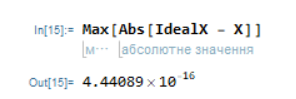 In[15]:= Max[Abs[IdealX - X]]
м⋯ абсолютне значення
Out[15]= 4.44089 × 10^-16